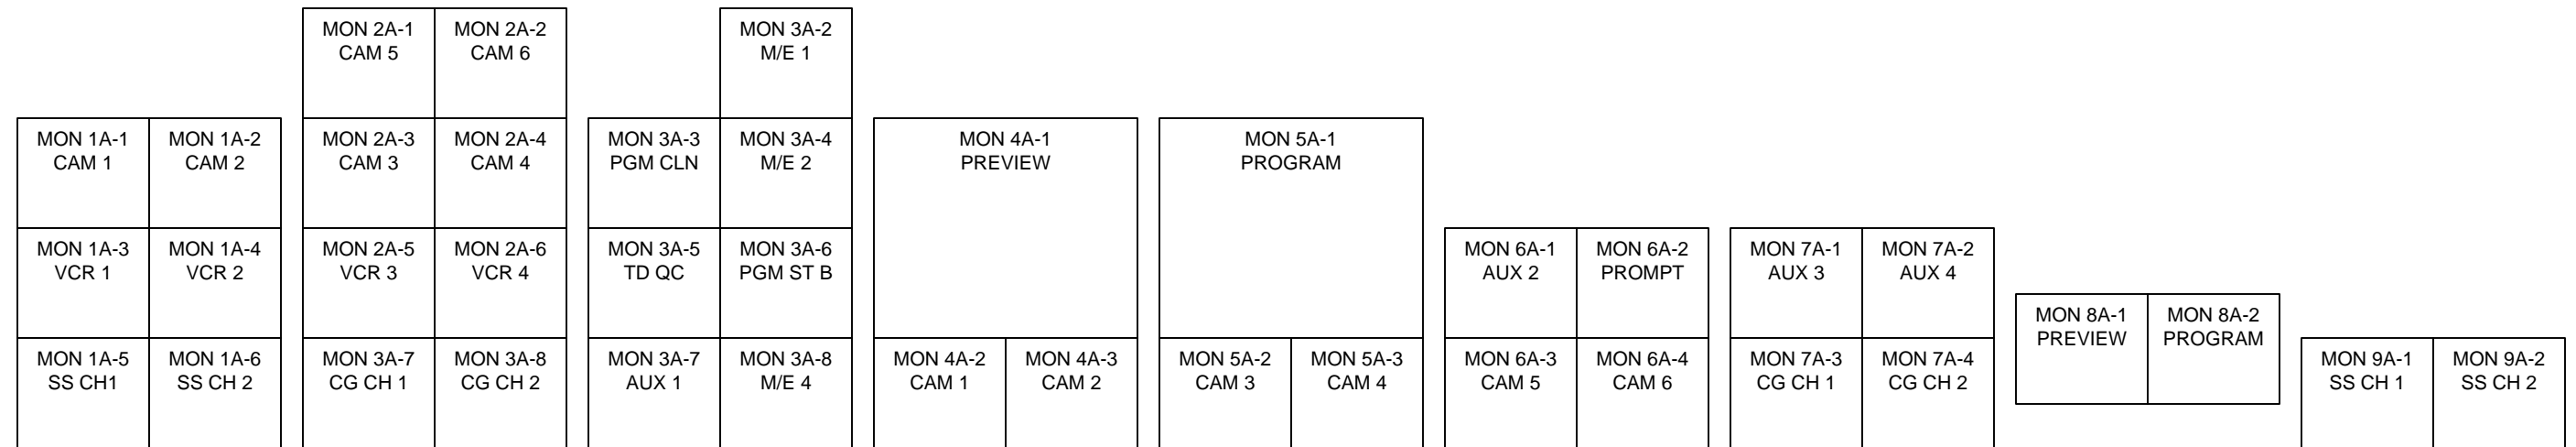 MON 2A-1
CAM 5
MON 2A-2
CAM 6
MON 3A-2
M/E 1
MON 1A-1
CAM 1
MON 1A-2
CAM 2
MON 2A-3
CAM 3
MON 2A-4
CAM 4
MON 3A-3
PGM CLN
MON 3A-4
M/E 2
MON 4A-1
PREVIEW
MON 5A-1
PROGRAM
MON 1A-3
VCR 1
MON 1A-4
VCR 2
MON 2A-5
VCR 3
MON 2A-6
VCR 4
MON 3A-5
TD QC
MON 3A-6
PGM ST B
MON 6A-1
AUX 2
MON 6A-2
PROMPT
MON 7A-1
AUX 3
MON 7A-2
AUX 4
MON 8A-1
PREVIEW
MON 8A-2
PROGRAM
MON 1A-5
SS CH1
MON 1A-6
SS CH 2
MON 3A-7
CG CH 1
MON 3A-8
CG CH 2
MON 3A-7
AUX 1
MON 3A-8
M/E 4
MON 4A-2
CAM 1
MON 4A-3
CAM 2
MON 5A-2
CAM 3
MON 5A-3
CAM 4
MON 6A-3
CAM 5
MON 6A-4
CAM 6
MON 7A-3
CG CH 1
MON 7A-4
CG CH 2
MON 9A-1
SS CH 1
MON 9A-2
SS CH 2